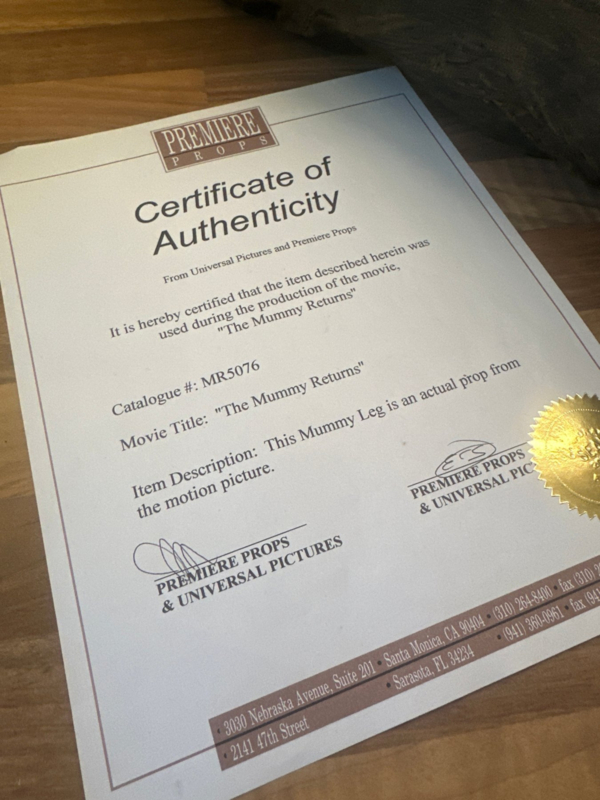 PREMIERE
PROPS
Certificate of
Authenticity
From Universal Pictures and Premiere Props
It is hereby certified that the item described herein was
used during the production of the movie,
"The Mummy Returns"
Catalogue #: MR5076
Movie Title: "The Mummy Returns"
Item Description: This Mummy Leg is an actual prop from
the motion picture.
PREMIERE PROPS
& UNIVERSAL PIC
PREMIERE PROPS
& UNIVERSAL PICTURES
• 3030 Nebraska Avenue, Suite 201 • Santa Monica, CA 90404 • (310) 264-8400 • fax (310)
• 2141 47th Street • Sarasota, FL 34234 • (941) 360-0961 • fax (941